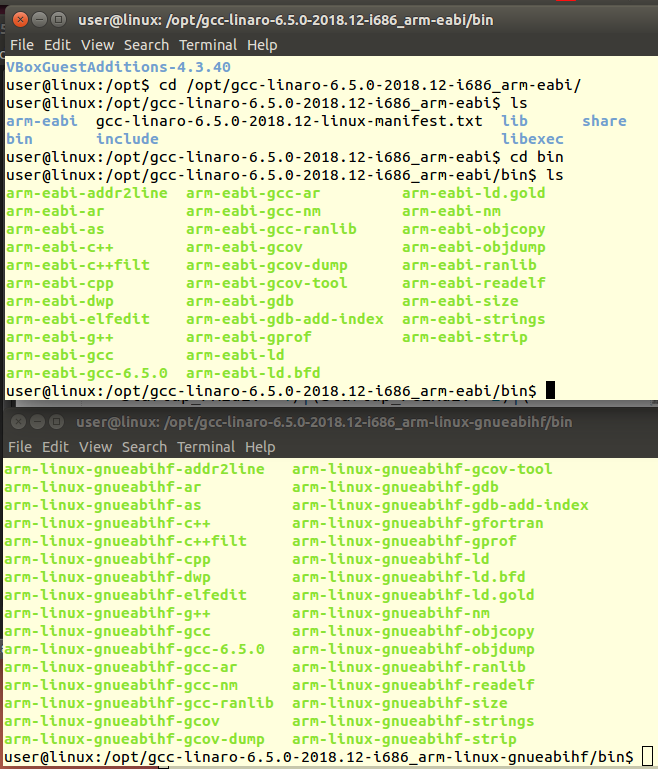 user@linux: /opt/gcc-linaro-6.5.0-2018.12-i686_arm-eabi/bin
File Edit View Search Terminal Help
VBoxGuestAdditions-4.3.40
user@linux:/opt$ cd /opt/gcc-linaro-6.5.0-2018.12-i686_arm-eabi/
user@linux:/opt/gcc-linaro-6.5.0-2018.12-i686_arm-eabi$ ls
arm-eabi gcc-linaro-6.5.0-2018.12-linux-manifest.txt lib share
bin include libexec
user@linux:/opt/gcc-linaro-6.5.0-2018.12-i686_arm-eabi$ cd bin
user@linux:/opt/gcc-linaro-6.5.0-2018.12-i686_arm-eabi/bin$ ls
arm-eabi-addr2line arm-eabi-gcc-ar arm-eabi-ld.gold
arm-eabi-ar arm-eabi-gcc-nm arm-eabi-nm
arm-eabi-as arm-eabi-gcc-ranlib arm-eabi-objcopy
arm-eabi-c++ arm-eabi-gcov arm-eabi-objdump
arm-eabi-c++filt arm-eabi-gcov-dump arm-eabi-ranlib
arm-eabi-cpp arm-eabi-gcov-tool arm-eabi-readelf
arm-eabi-dwp arm-eabi-gdb arm-eabi-size
arm-eabi-elfedit arm-eabi-gdb-add-index arm-eabi-strings
arm-eabi-g++ arm-eabi-gprof arm-eabi-strip
arm-eabi-gcc arm-eabi-ld
arm-eabi-gcc-6.5.0 arm-eabi-ld.bfd
user@linux:/opt/gcc-linaro-6.5.0-2018.12-i686_arm-eabi/bin$
user@linux: /opt/gcc-linaro-6.5.0-2018.12-i686_arm-linux-gnueabihf/bin
File Edit View Search Terminal Help
arm-linux-gnueabihf-addr2line arm-linux-gnueabihf-gcov-tool
arm-linux-gnueabihf-ar arm-linux-gnueabihf-gdb
arm-linux-gnueabihf-as arm-linux-gnueabihf-gdb-add-index
arm-linux-gnueabihf-c++ arm-linux-gnueabihf-gfortran
arm-linux-gnueabihf-c++filt arm-linux-gnueabihf-gprof
arm-linux-gnueabihf-cpp arm-linux-gnueabihf-ld
arm-linux-gnueabihf-dwp arm-linux-gnueabihf-ld.bfd
arm-linux-gnueabihf-elfedit arm-linux-gnueabihf-ld.gold
arm-linux-gnueabihf-g++ arm-linux-gnueabihf-nm
arm-linux-gnueabihf-gcc arm-linux-gnueabihf-objcopy
arm-linux-gnueabihf-gcc-6.5.0 arm-linux-gnueabihf-objdump
arm-linux-gnueabihf-gcc-ar arm-linux-gnueabihf-ranlib
arm-linux-gnueabihf-gcc-nm arm-linux-gnueabihf-readelf
arm-linux-gnueabihf-gcc-ranlib arm-linux-gnueabihf-size
arm-linux-gnueabihf-gcov arm-linux-gnueabihf-strings
arm-linux-gnueabihf-gcov-dump arm-linux-gnueabihf-strip
user@linux:/opt/gcc-linaro-6.5.0-2018.12-i686_arm-linux-gnueabihf/bin$